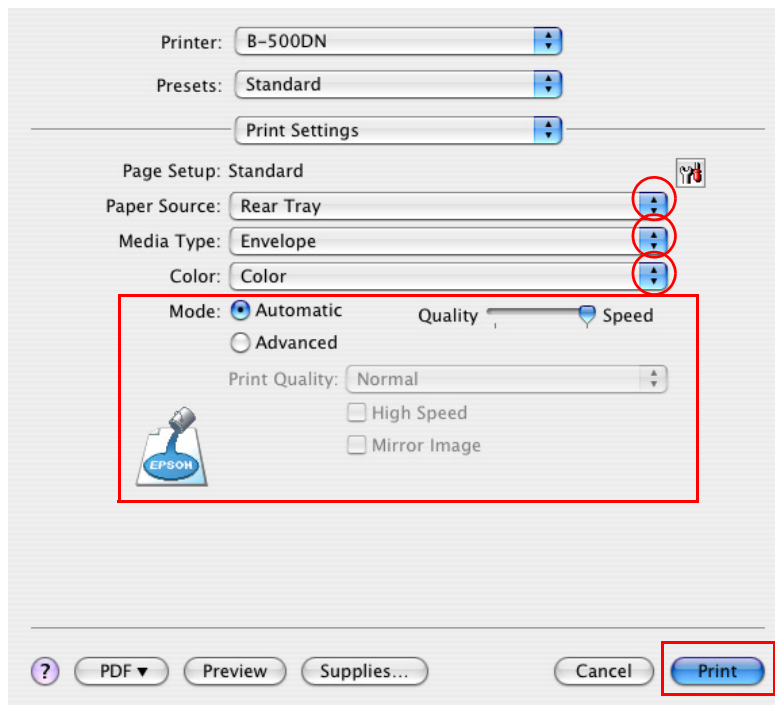 Printer: B-500DN
Presets: Standard
Print Settings
Page Setup: Standard
Paper Source: Rear Tray
Media Type: Envelope
Color: Color
Mode: Automatic Quality Speed
Advanced
Print Quality: Normal
High Speed
Mirror Image
EPSON
? PDF▼ Preview Supplies... Cancel Print